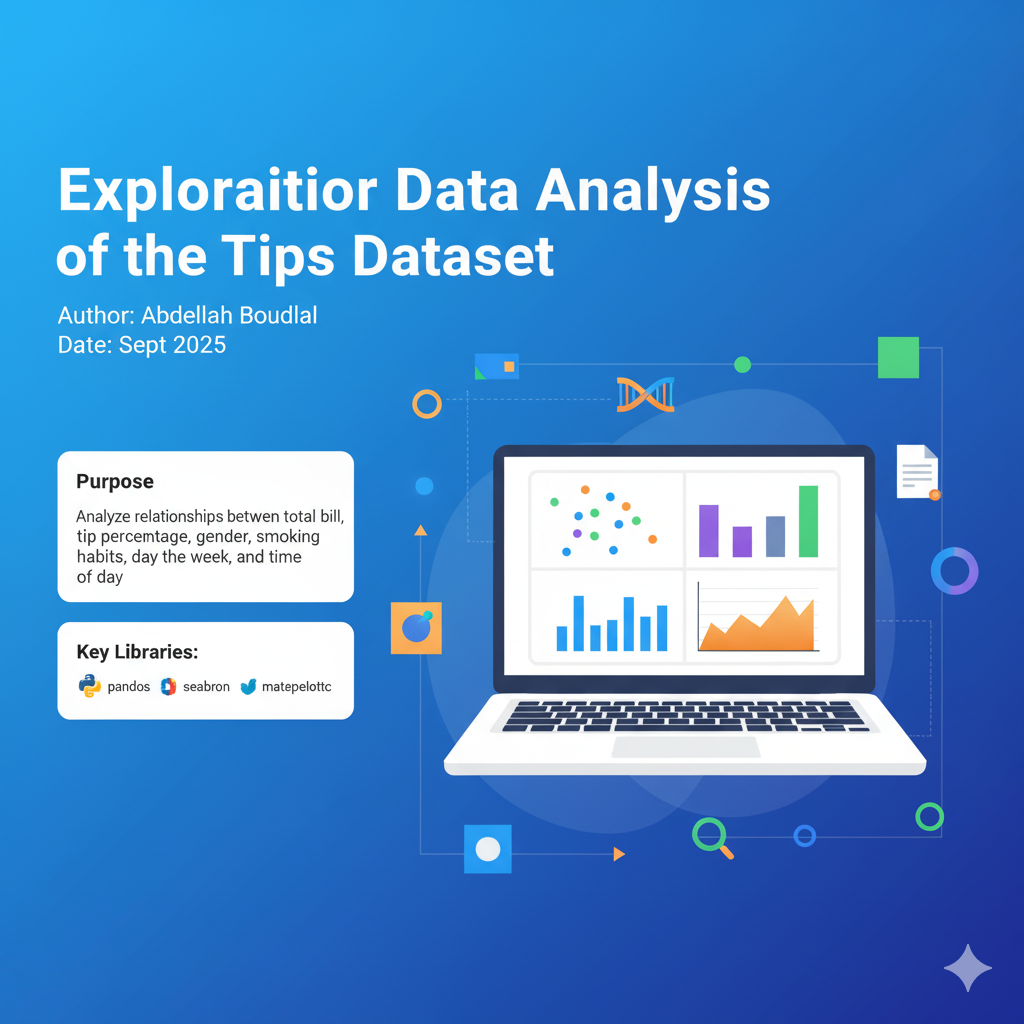 Exploraitior Data Analysis
of the Tips Dataset
Author: Abdellah Boudlal
Date: Sept 2025
Purpose
Analyze relationships betwen total bill,
tip percemtage, gender, smoking
habits, day the week, and time
of day
Key Libraries:
pandos seabron matepelottc